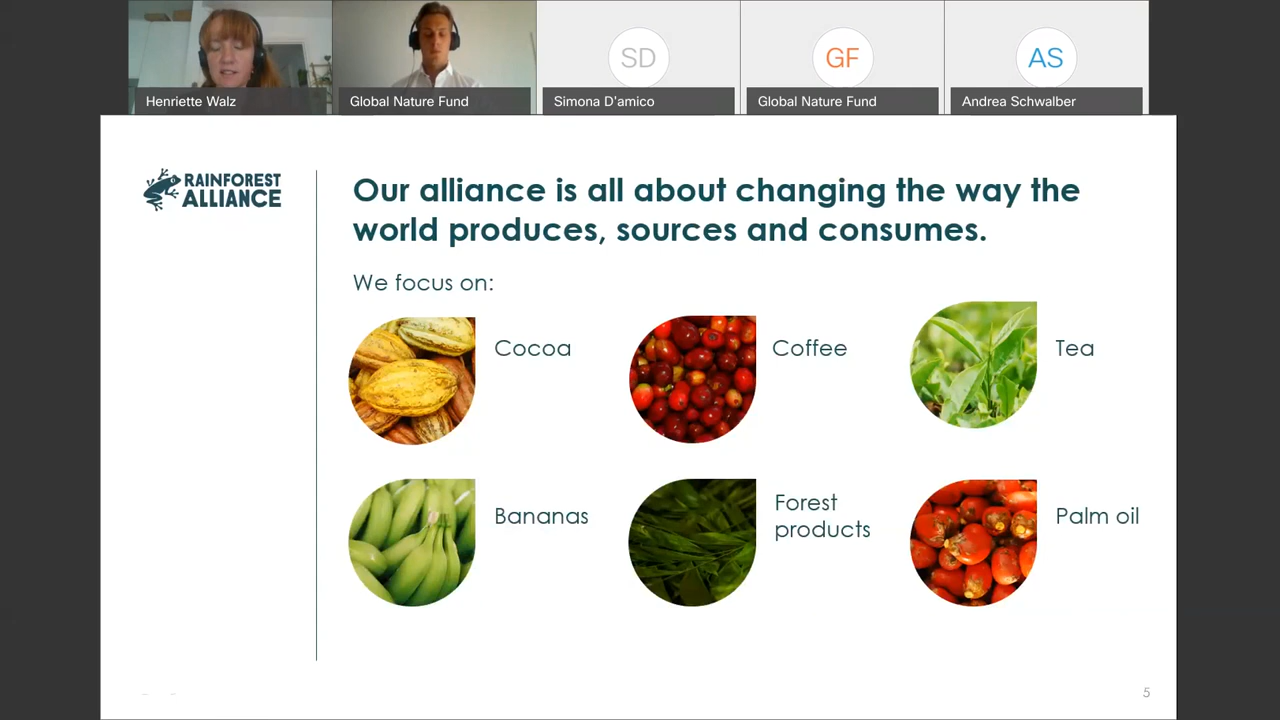 SD
GF
AS
Henriette Walz
Global Nature Fund
Simona D'amico
Global Nature Fund
Andrea Schwalber
RAINFOREST
ALLIANCE
Our alliance is all about changing the way the
world produces, sources and consumes.
We focus on:
Cocoa
Coffee
Tea
Bananas
Forest
products
Palm oil
5